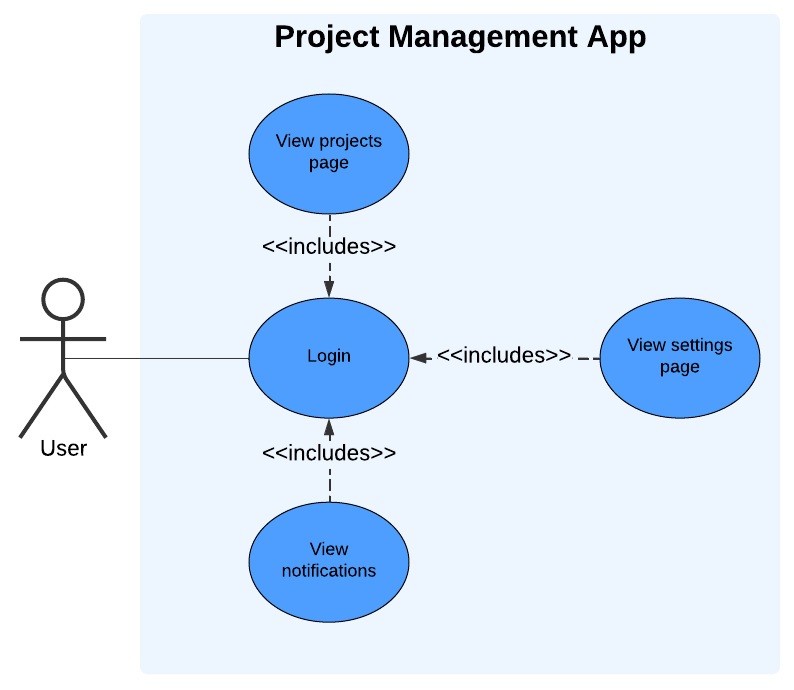 Project Management App
View projects
page
<<includes>>
Login
<<includes>>
View settings
page
User
<<includes>>
View
notifications